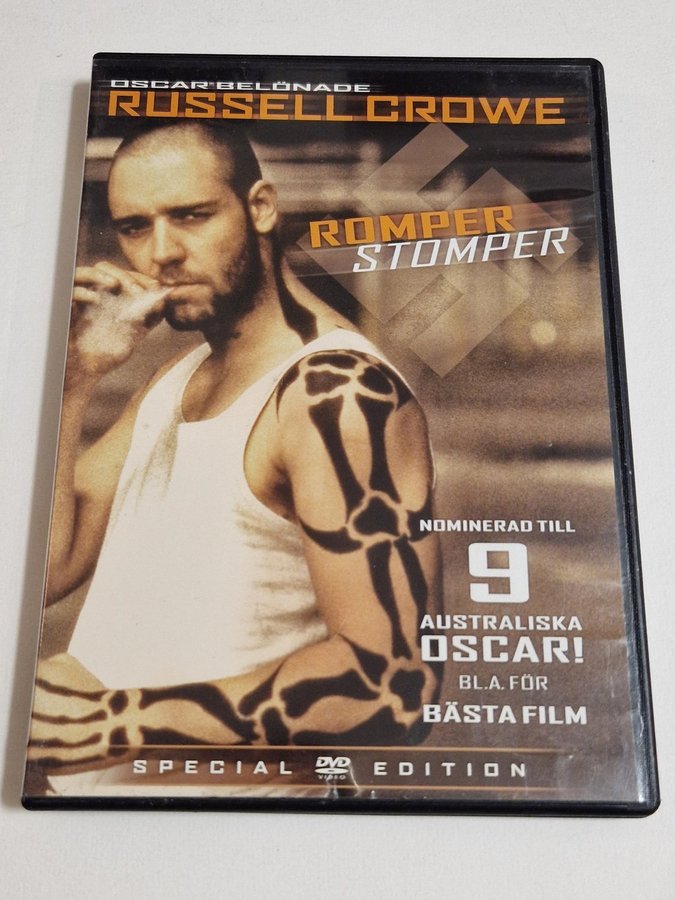 OSCAR® BELÖNADE
RUSSELL CROWE
ROMPER
STOMPER
NOMINERAD TILL
9
AUSTRALISKA
OSCAR!
BL.A. FÖR
BÄSTA FILM
SPECIAL DVD VIDEO EDITION